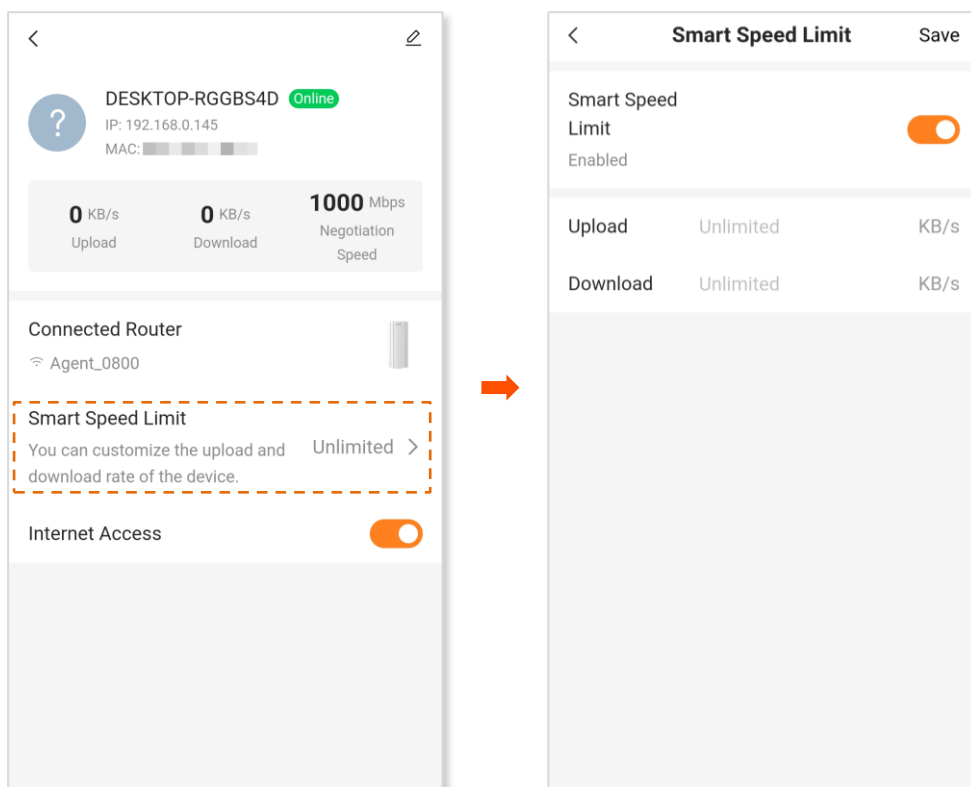 DESKTOP-RGGBS4D Online
IP: 192.168.0.145
MAC:
0 KB/s
Upload
0 KB/s
Download
1000 Mbps
Negotiation
Speed
Connected Router
Agent_0800
Smart Speed Limit
You can customize the upload and
download rate of the device.
Unlimited
Internet Access
Smart Speed Limit Save
Smart Speed
Limit
Enabled
Upload Unlimited KB/s
Download Unlimited KB/s